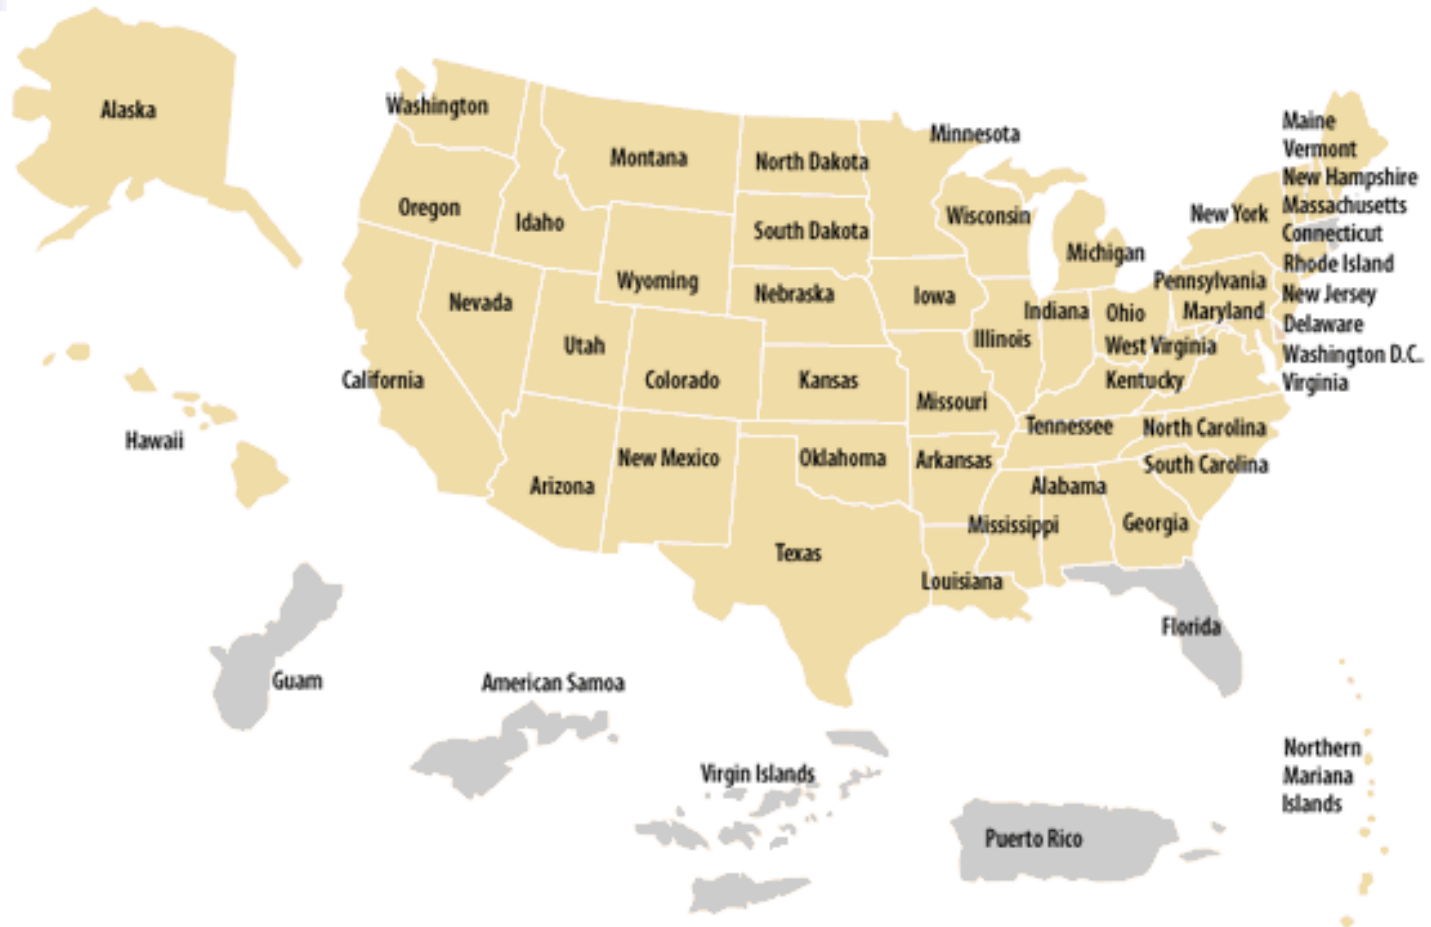 Alaska
Washington
Montana
North Dakota
Minnesota
Maine
Vermont
New Hampshire
Massachusetts
Connecticut
Rhode Island
New Jersey
Delaware
Washington D.C.
Virginia
Oregon
Idaho
South Dakota
Wisconsin
New York
Michigan
Wyoming
Nebraska
Iowa
Pennsylvania
Nevada
Indiana
Ohio
Maryland
Utah
Illinois
West Virginia
California
Colorado
Kansas
Kentucky
Missouri
Hawaii
Tennessee
North Carolina
New Mexico
Oklahoma
Arkansas
South Carolina
Arizona
Alabama
Mississippi
Georgia
Texas
Louisiana
Florida
Guam
American Samoa
Virgin Islands
Northern
Mariana
Islands
Puerto Rico